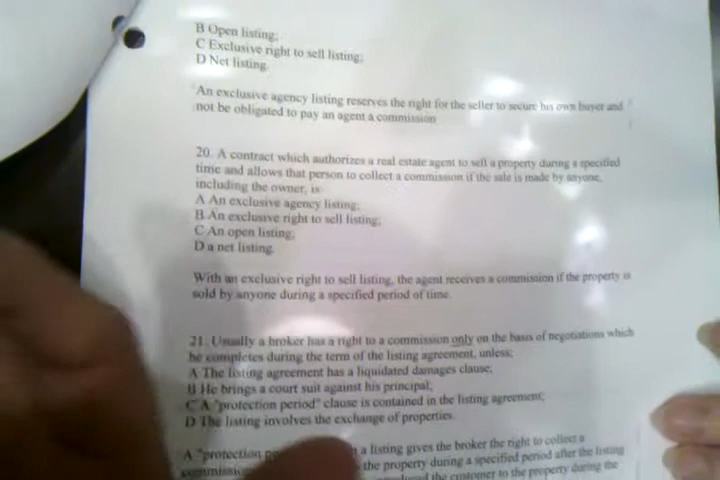 B Open listing;
C Exclusive right to sell listing;
D Net listing.
An exclusive agency listing reserves the right for the seller to secure his own buyer and
not be obligated to pay an agent a commission
20. A contract which authorizes a real estate agent to sell a property during a specified
time and allows that person to collect a commission if the sale is made by anyone,
including the owner, is
A An exclusive agency listing;
B An exclusive right to sell listing;
C An open listing;
D a net listing.
With an exclusive right to sell listing, the agent receives a commission if the property is
sold by anyone during a specified period of time.
21. Usually a broker has a right to a commission only on the basis of negotiations which
he completes during the term of the listing agreement, unless;
A The listing agreement has a liquidated damages clause;
B He brings a court suit against his principal;
C A "protection period" clause is contained in the listing agreement;
D The listing involves the exchange of properties.
A "protection a listing gives the broker the right to collect a
commission the property during a specified period after the listing
the customer to the property during the